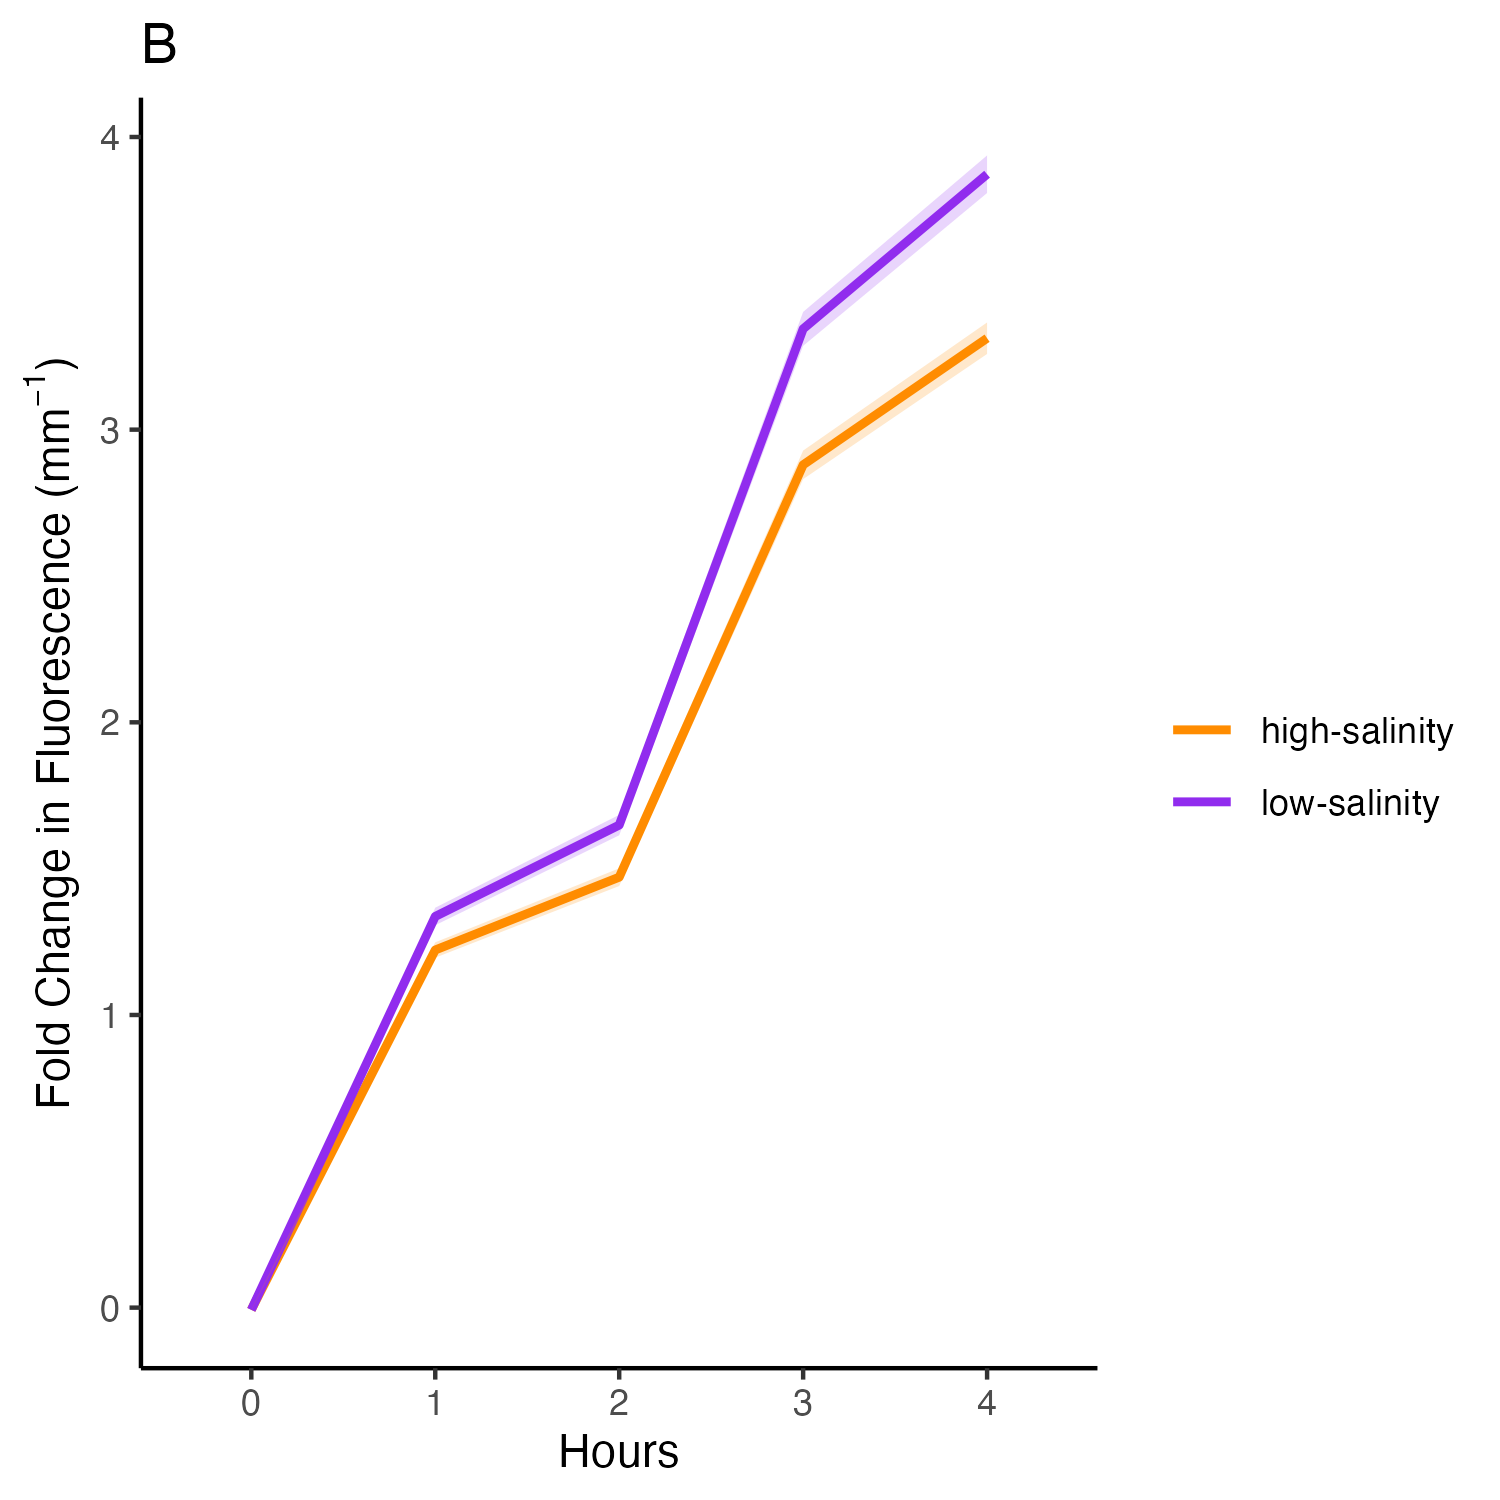 B
Fold Change in Fluorescence (mm⁻¹)
4
3
2
1
0
0 1 2 3 4
Hours
high-salinity
low-salinity